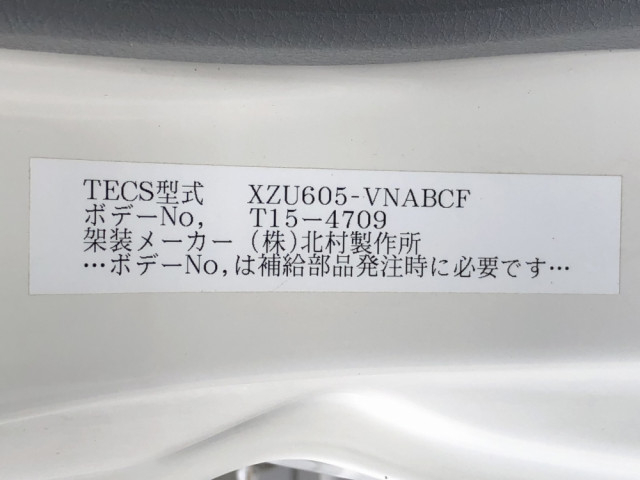 TECS型式 XZU605-VNABCF
ボデーNo, T15-4709
架装メーカー (株)北村製作所
…ボデーNo,は補給部品発注時に必要です…